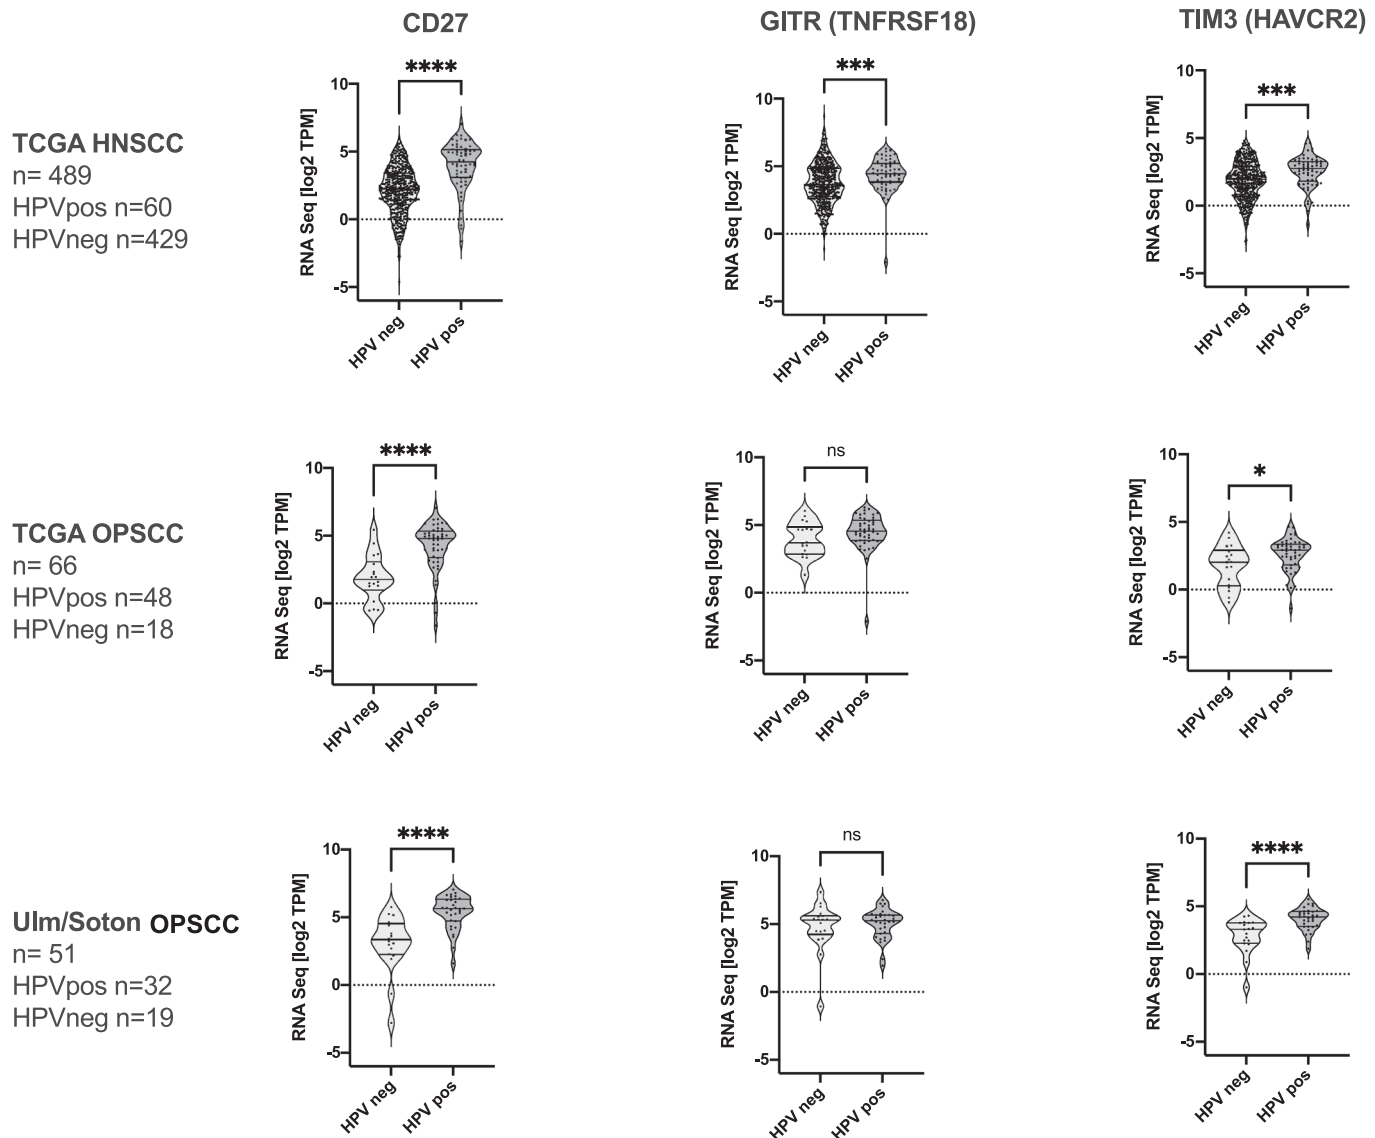 CD27
GITR (TNFRSF18)
TIM3 (HAVCR2)
TCGA HNSCC
n= 489
HPVpos n=60
HPVneg n=429
RNA Seq [log2 TPM]
10
5
0
-5
****
HPV neg
HPV pos
RNA Seq [log2 TPM]
10
5
0
-5
***
HPV neg
HPV pos
RNA Seq [log2 TPM]
10
5
0
-5
***
HPV neg
HPV pos
TCGA OPSCC
n= 66
HPVpos n=48
HPVneg n=18
RNA Seq [log2 TPM]
10
5
0
-5
****
HPV neg
HPV pos
RNA Seq [log2 TPM]
10
5
0
-5
ns
HPV neg
HPV pos
RNA Seq [log2 TPM]
10
5
0
-5
*
HPV neg
HPV pos
Ulm/Soton OPSCC
n= 51
HPVpos n=32
HPVneg n=19
RNA Seq [log2 TPM]
10
5
0
-5
****
HPV neg
HPV pos
RNA Seq [log2 TPM]
10
5
0
-5
ns
HPV neg
HPV pos
RNA Seq [log2 TPM]
10
5
0
-5
****
HPV neg
HPV pos